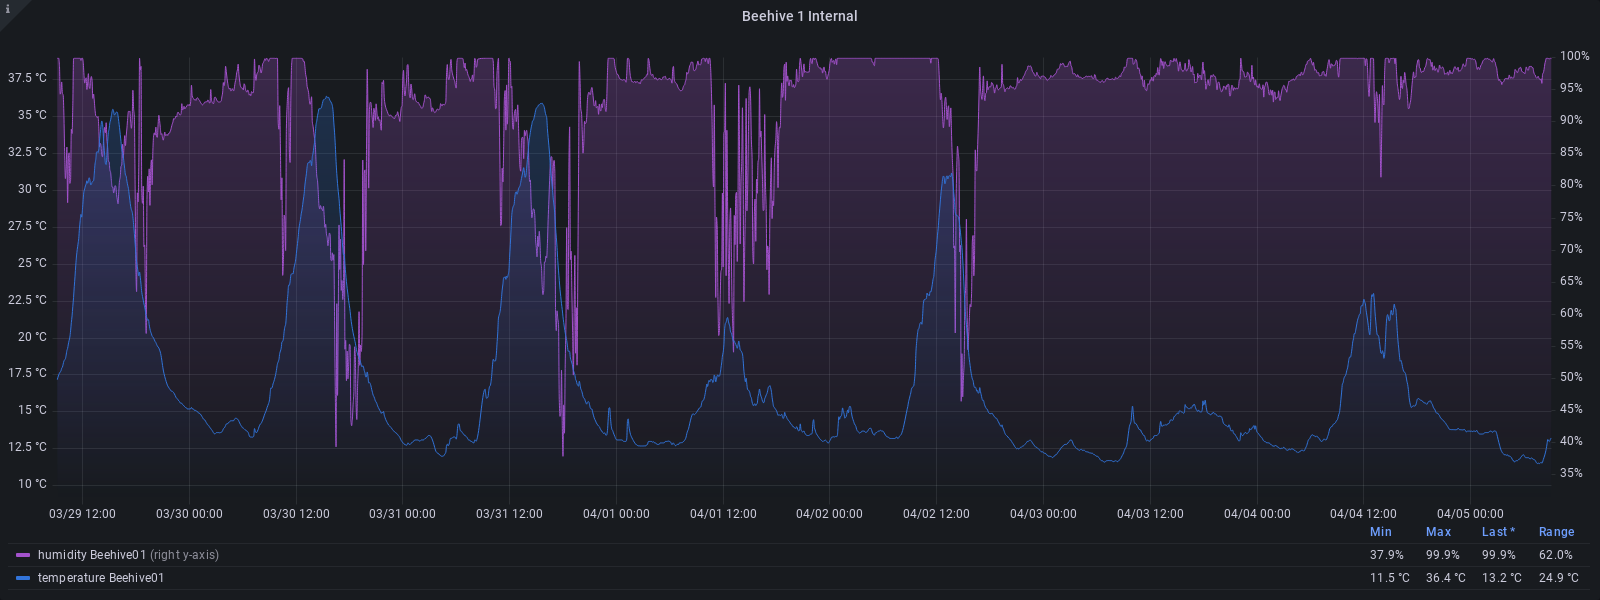 i
Beehive 1 Internal
37.5 °C
35 °C
32.5 °C
30 °C
27.5 °C
25 °C
22.5 °C
20 °C
17.5 °C
15 °C
12.5 °C
10 °C
100%
95%
90%
85%
80%
75%
70%
65%
60%
55%
50%
45%
40%
35%
03/29 12:00 03/30 00:00 03/30 12:00 03/31 00:00 03/31 12:00 04/01 00:00 04/01 12:00 04/02 00:00 04/02 12:00 04/03 00:00 04/03 12:00 04/04 00:00 04/04 12:00 04/05 00:00
Min Max Last * Range
humidity Beehive01 (right y-axis) 37.9% 99.9% 99.9% 62.0%
temperature Beehive01 11.5 °C 36.4 °C 13.2 °C 24.9 °C